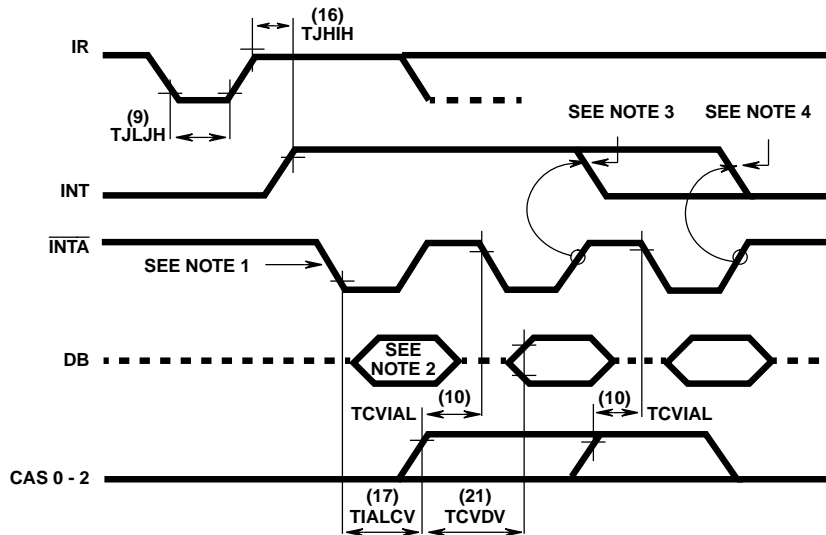 (16)
TJHIH
IR
(9)
TJLJH
SEE NOTE 3
SEE NOTE 4
INT
INTA
SEE NOTE 1
DB
SEE
NOTE 2
(10)
TCVIAL
(10)
TCVIAL
CAS 0 - 2
(17)
TIALCV
(21)
TCVDV